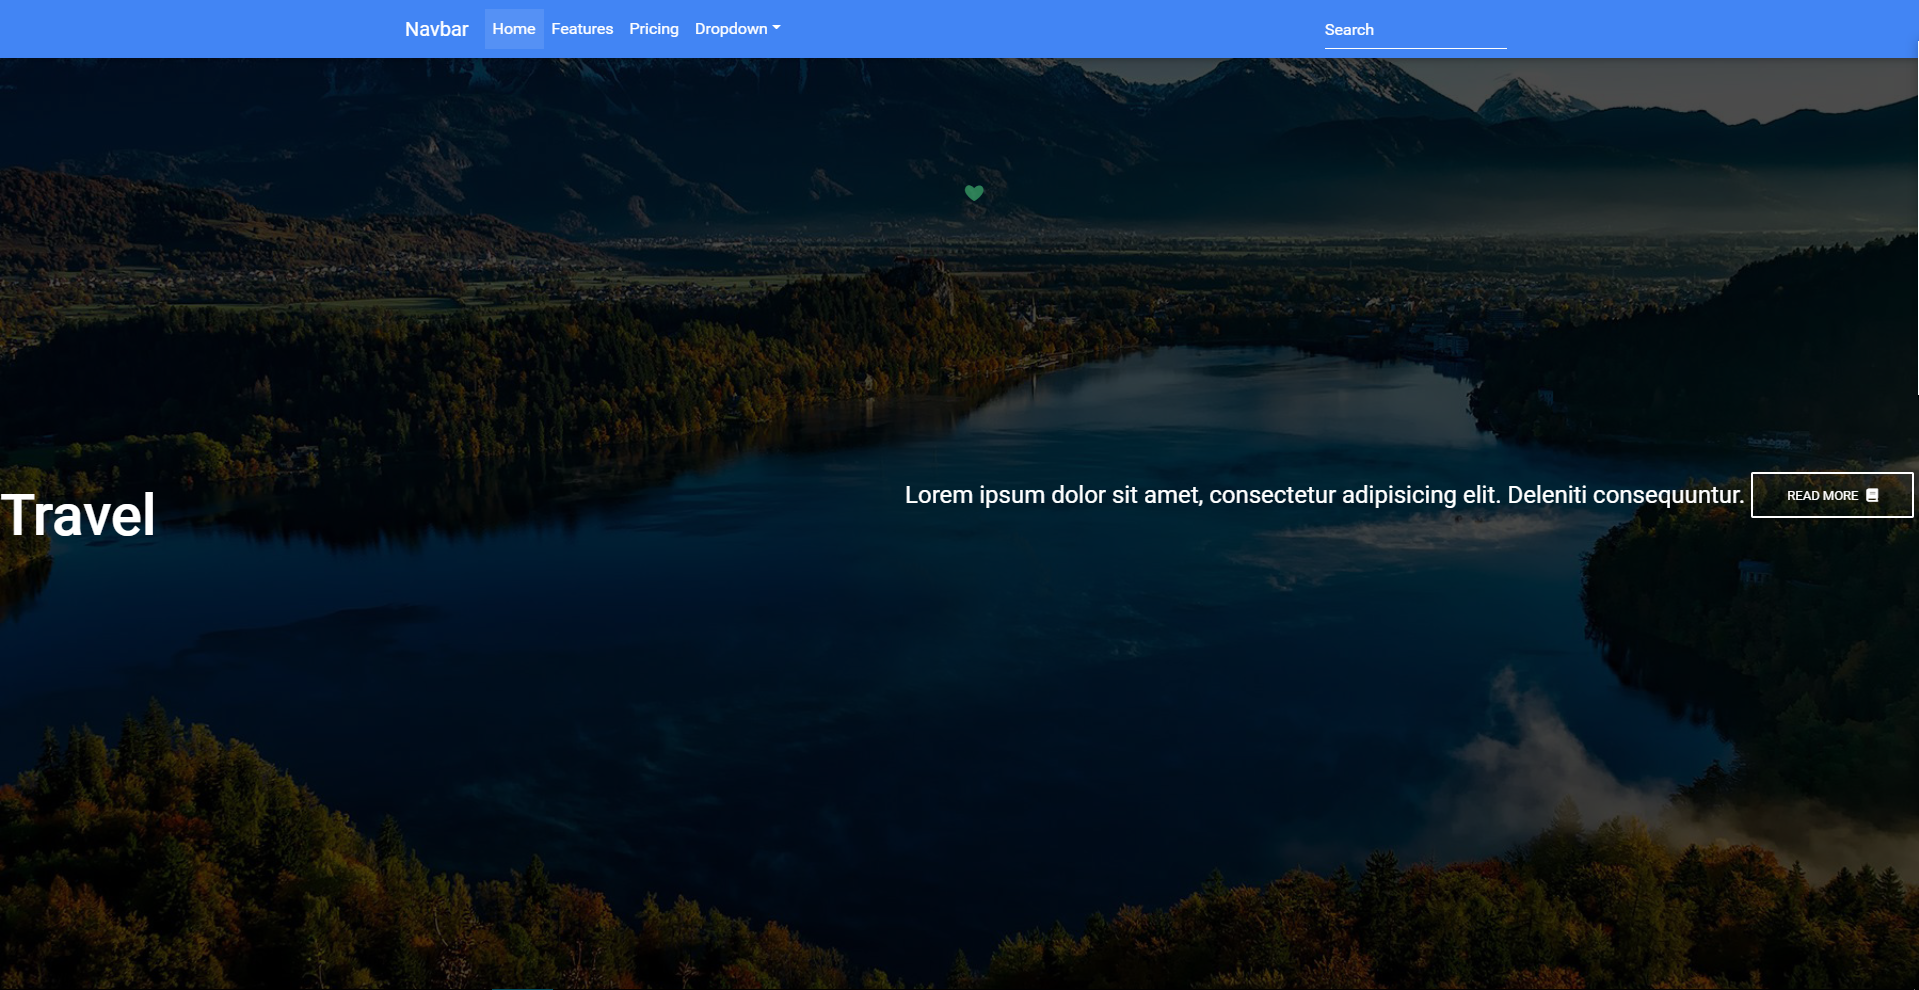 Navbar Home Features Pricing Dropdown Search
Lorem ipsum dolor sit amet, consectetur adipisicing elit. Deleniti consequuntur. READ MORE
Travel